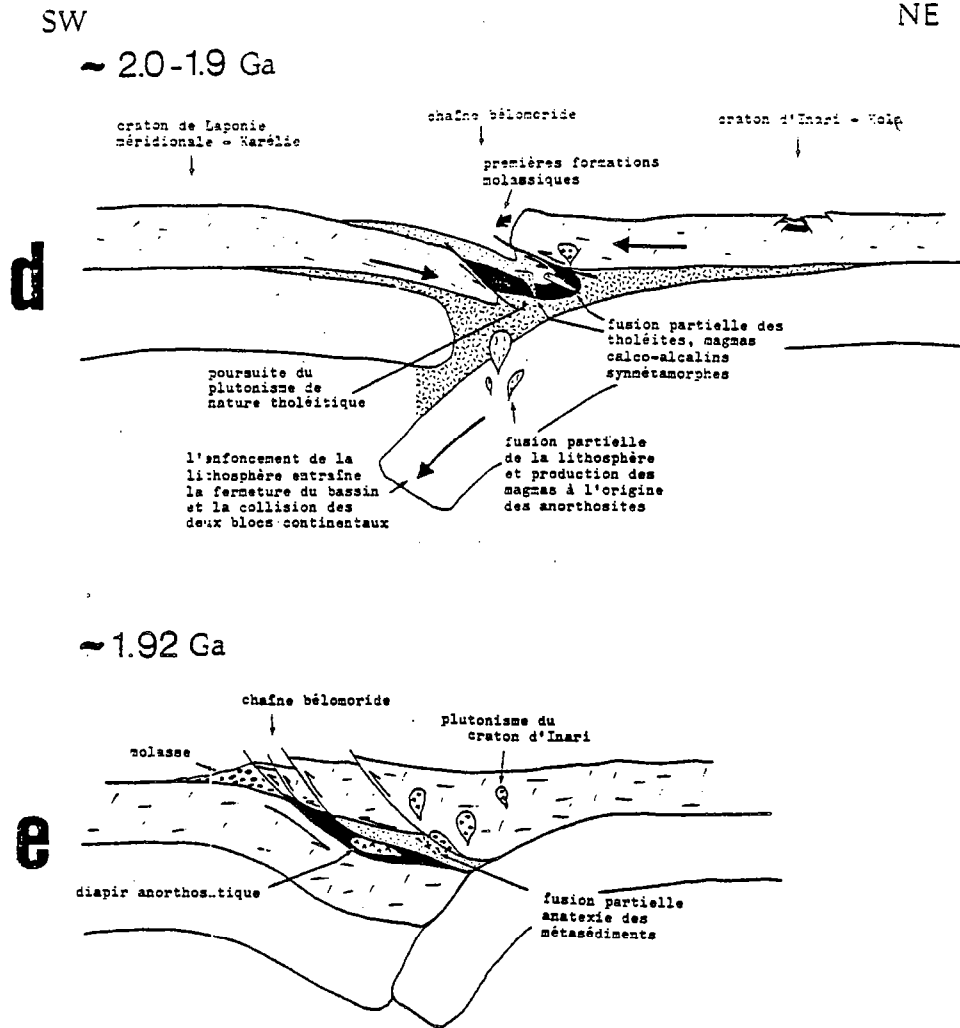 SW
NE
~ 2.0-1.9 Ga
craton de Laponie
méridionale - Karélie
chaîne bélomoride
craton d'Inari - Kola
premières formations
molassiques
d
fusion partielle des
tholéites, magmas
calco-alcalins
synmétamorphes
poursuite du
plutonisme de
nature tholéitique
l'enfoncement de la
lithosphère entraîne
la fermeture du bassin
et la collision des
deux blocs continentaux
fusion partielle
de la lithosphère
et production des
magmas à l'origine
des anorthosites
~ 1.92 Ga
chaîne bélomoride
plutonisme du
craton d'Inari
molasse
e
diapir anorthos_tique
fusion partielle
anatexie des
métasédiments